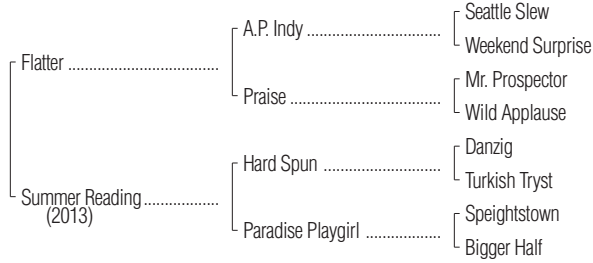 Seattle Slew
A.P. Indy ..................................
Weekend Surprise
Flatter ......................................
Mr. Prospector
Praise ......................................
Wild Applause
Danzig
Hard Spun ..............................
Turkish Tryst
Summer Reading...................
(2013)
Speightstown
Paradise Playgirl ...................
Bigger Half